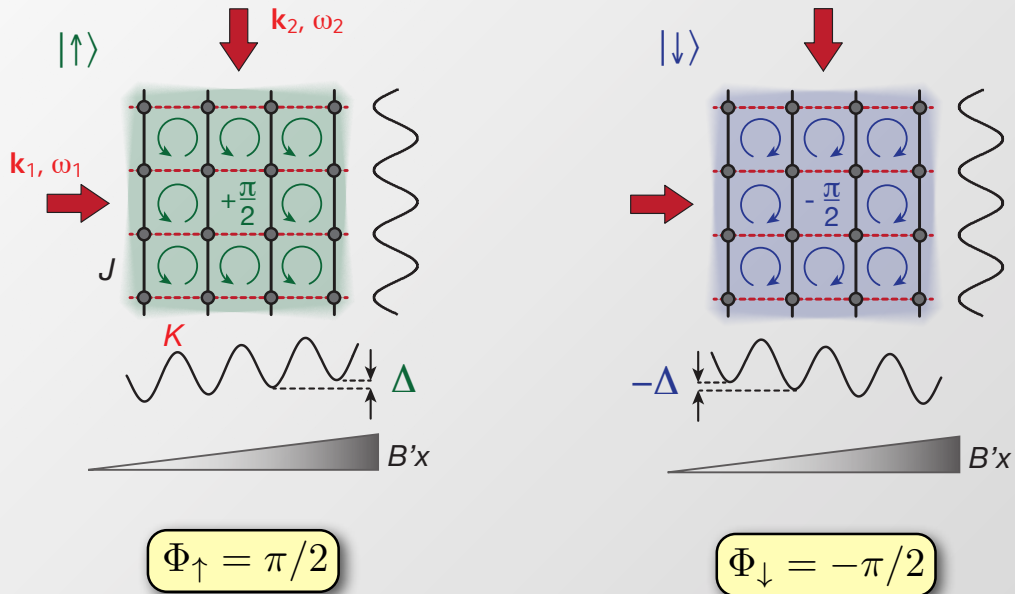 k₂, ω₂
|↑⟩
k₁, ω₁
+π/2
J
K
Δ
B'x
Φ↑ = π/2
|↓⟩
- π/2
−Δ
B'x
Φ↓ = −π/2